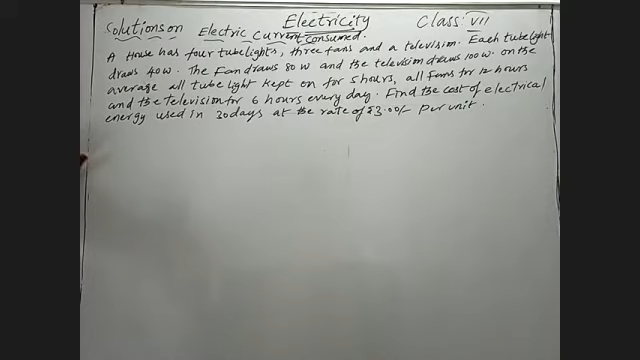 Electricity Class: VII
Solutions on Electric Current Consumed.
A House has four tubelights, three fans and a television. Each tubelight
draws 40W. The Fan draws 80 W and the television draws 100 W. on the
average all tube light kept on for 5 hours, all fans for 12 hours
and the television for 6 hours every day. Find the cost of electrical
energy used in 30 days at the rate of ₹3.00/- per unit.